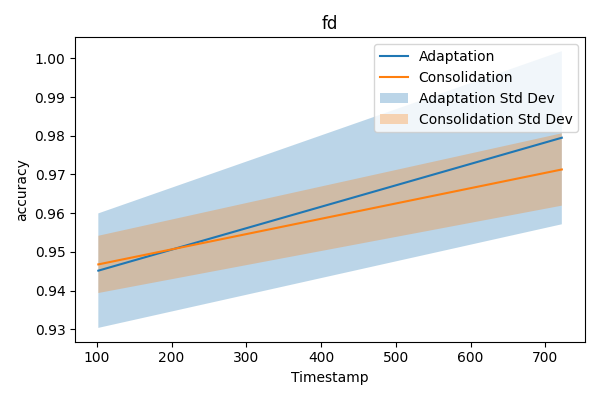 fd
accuracy
1.00
0.99
0.98
0.97
0.96
0.95
0.94
0.93
Adaptation
Consolidation
Adaptation Std Dev
Consolidation Std Dev
100 200 300 400 500 600 700
Timestamp